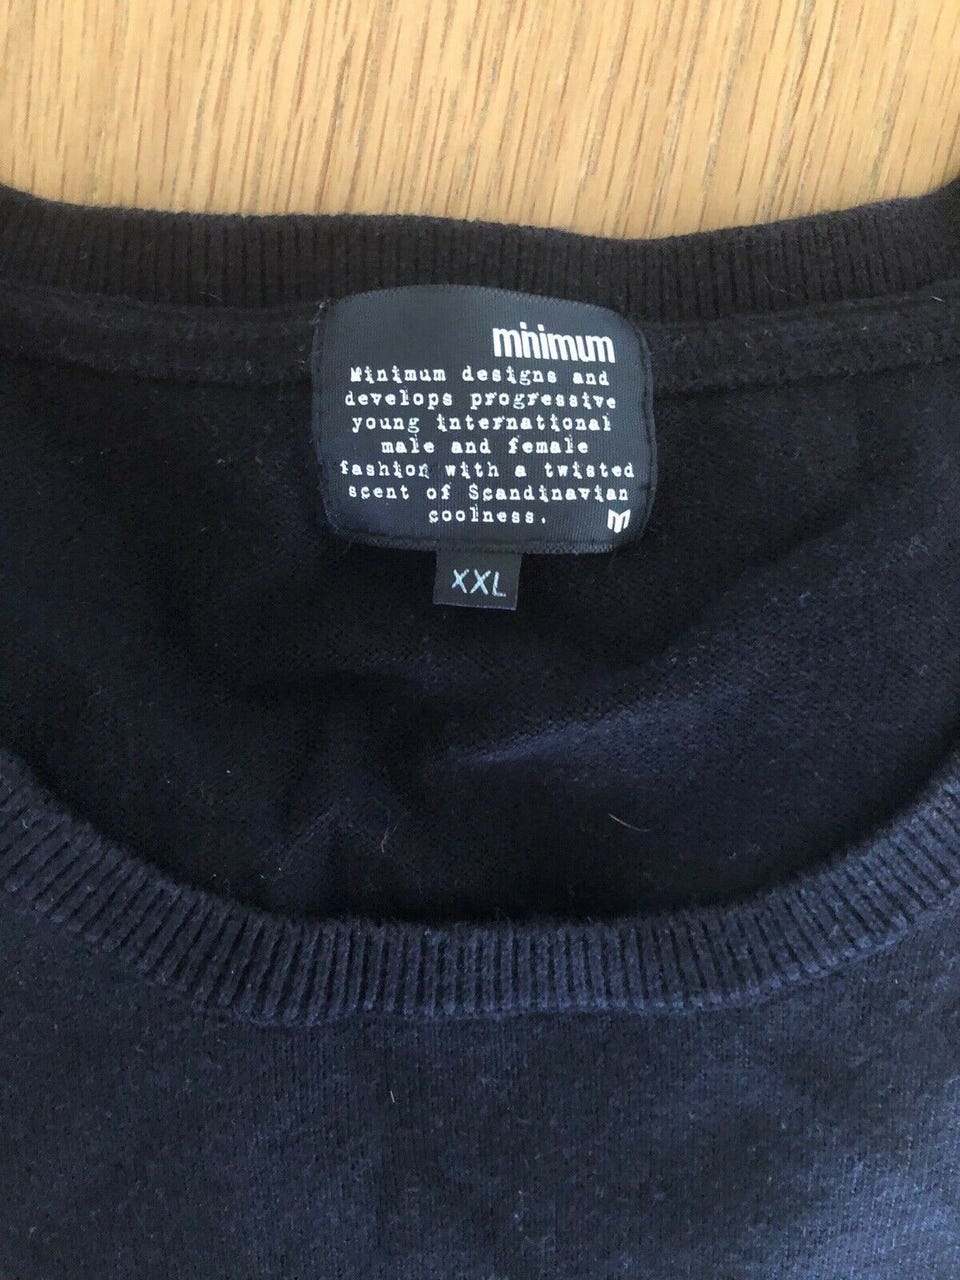 minimum
Minimum designs and
develops progressive
young international
male and female
fashion with a twisted
scent of Scandinavian
coolness.
m
XXL